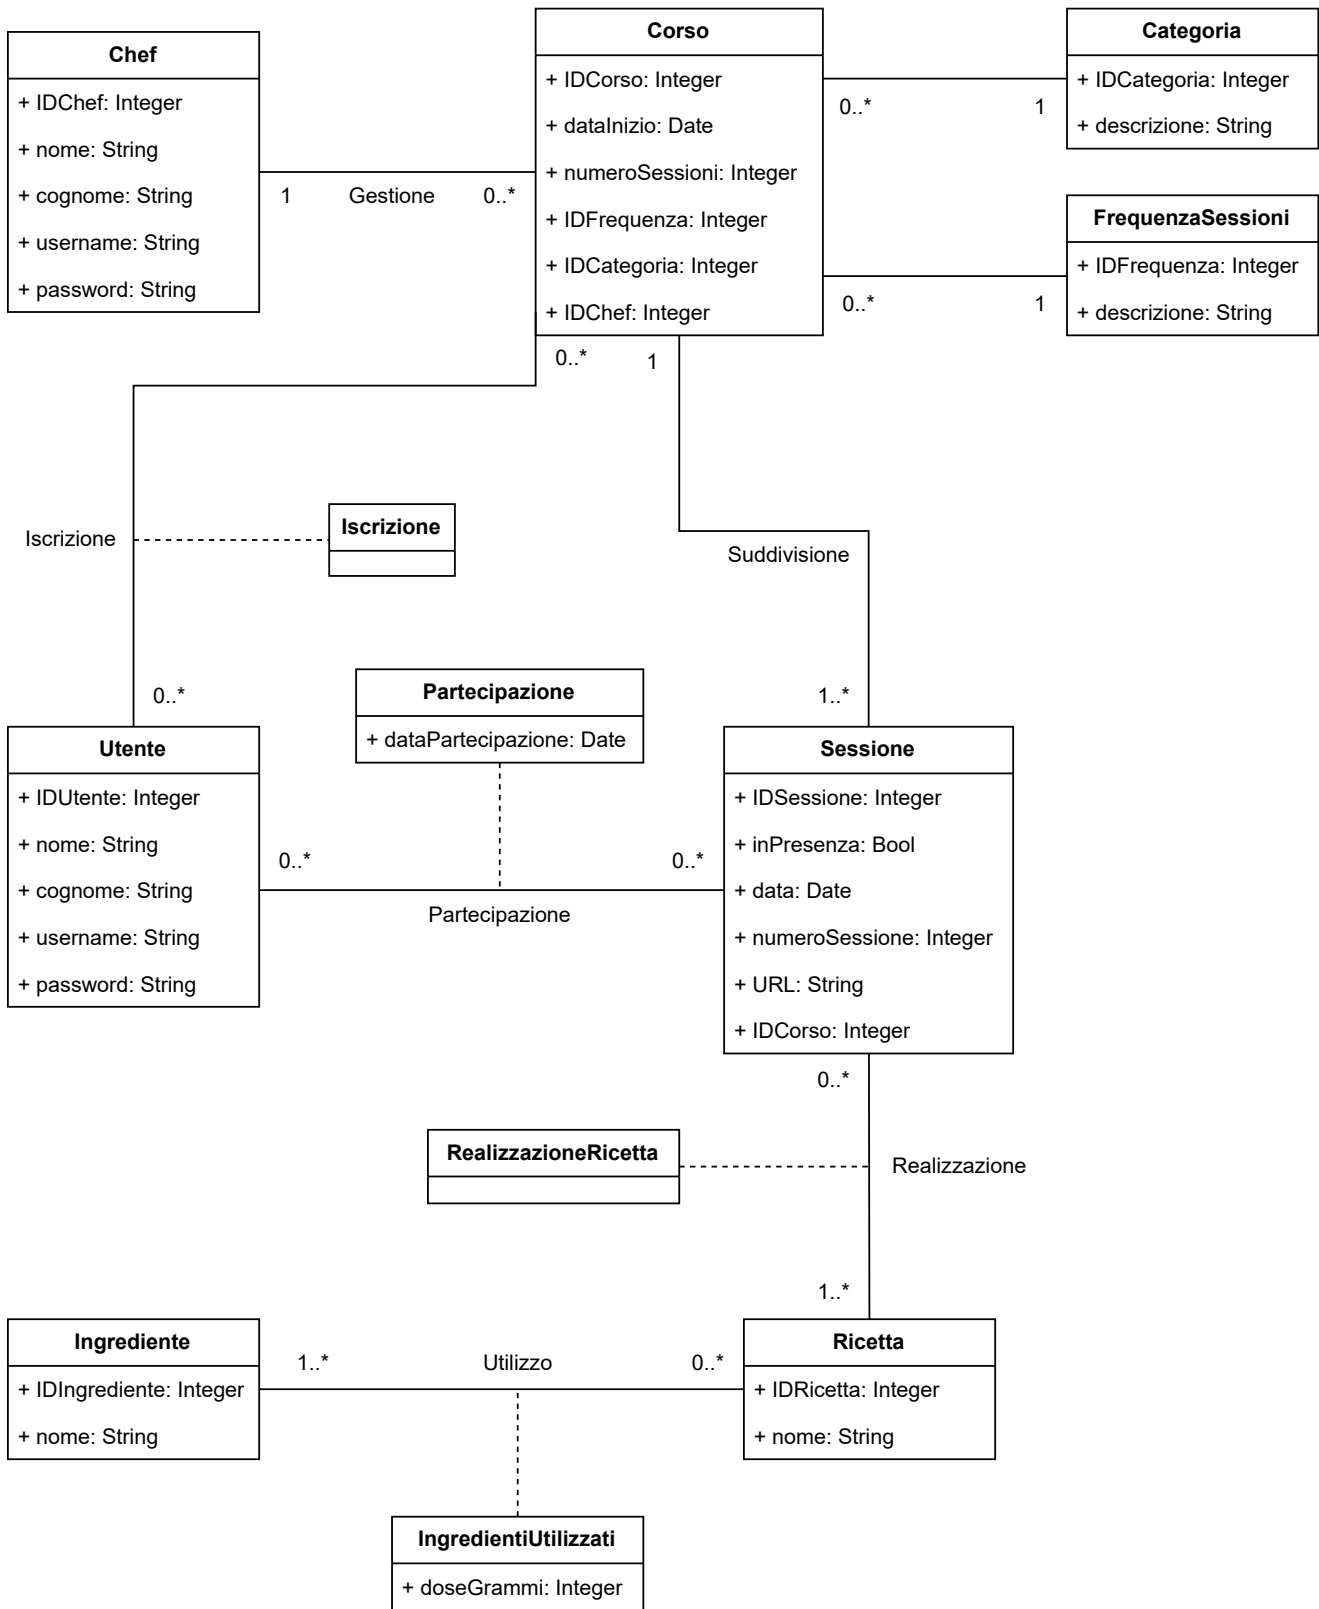 Chef
+ IDChef: Integer
+ nome: String
+ cognome: String
+ username: String
+ password: String
Corso
+ IDCorso: Integer
+ dataInizio: Date
+ numeroSessioni: Integer
+ IDFrequenza: Integer
+ IDCategoria: Integer
+ IDChef: Integer
Categoria
+ IDCategoria: Integer
+ descrizione: String
FrequenzaSessioni
+ IDFrequenza: Integer
+ descrizione: String
1 Gestione 0..*
0..* 1
0..* 1
0..* 1
Iscrizione
Iscrizione
Suddivisione
0..*
1..*
Partecipazione
+ dataPartecipazione: Date
Utente
+ IDUtente: Integer
+ nome: String
+ cognome: String
+ username: String
+ password: String
0..* 0..*
Partecipazione
Sessione
+ IDSessione: Integer
+ inPresenza: Bool
+ data: Date
+ numeroSessione: Integer
+ URL: String
+ IDCorso: Integer
0..*
RealizzazioneRicetta
Realizzazione
1..*
Ingrediente
+ IDIngrediente: Integer
+ nome: String
1..* Utilizzo 0..*
Ricetta
+ IDRicetta: Integer
+ nome: String
IngredientiUtilizzati
+ doseGrammi: Integer